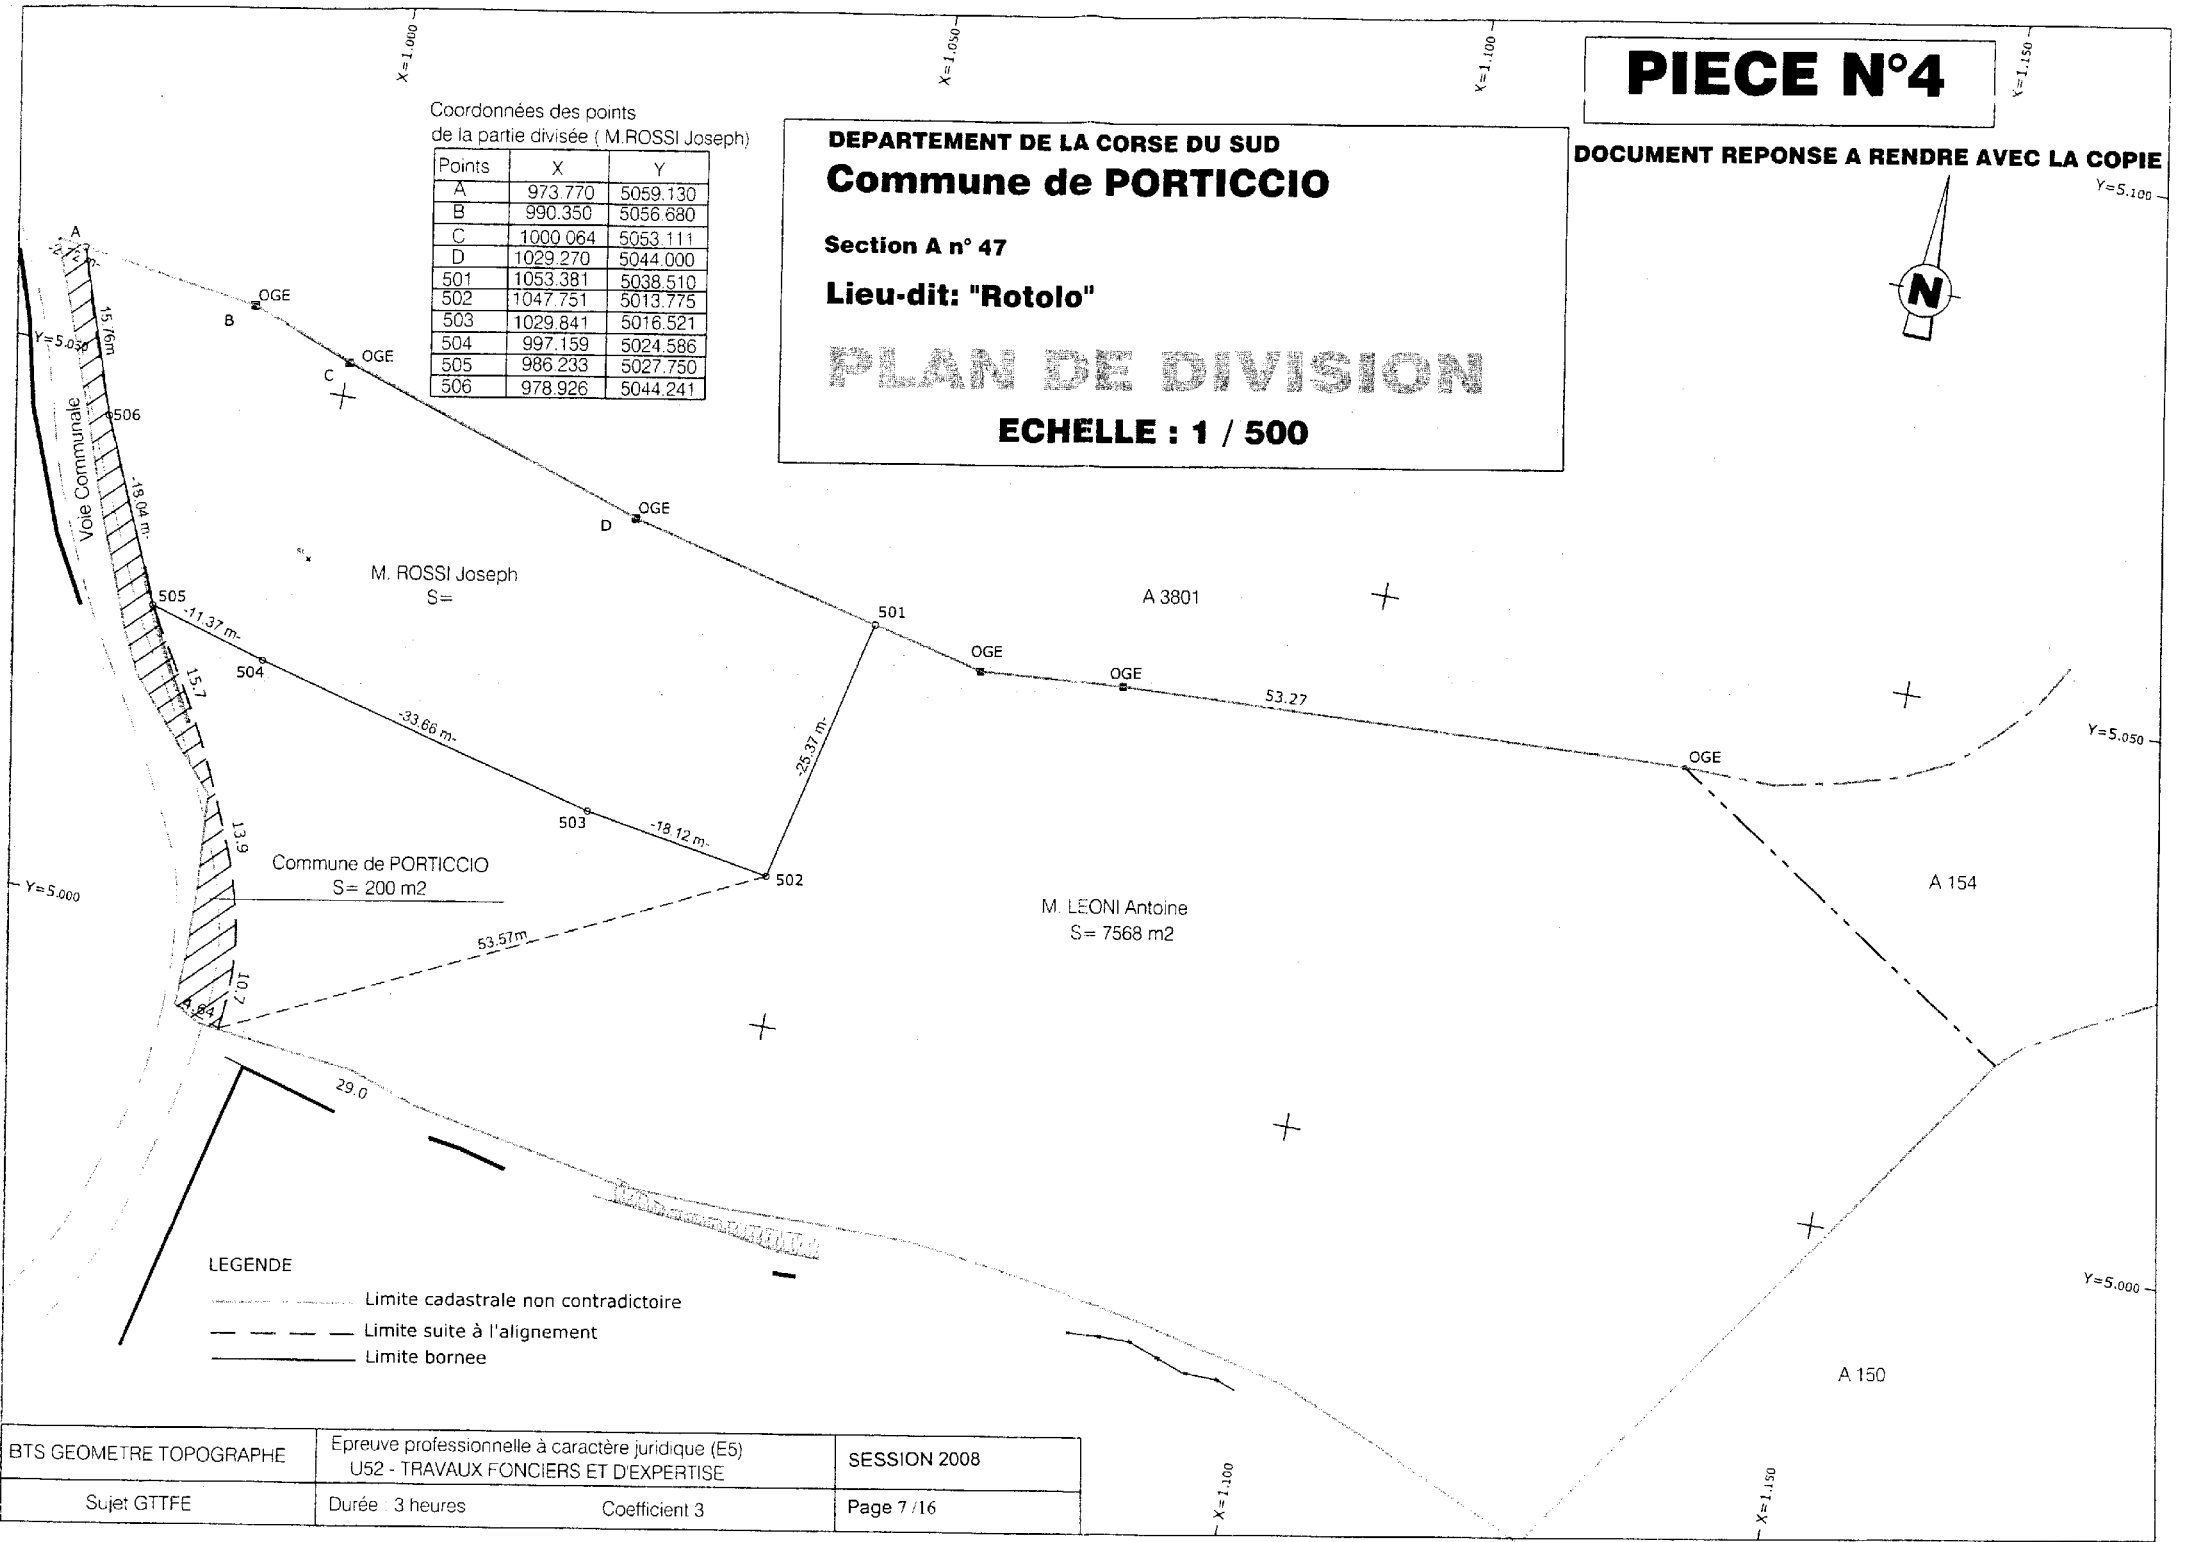 X=1.000
X=1.050
X=1.100
X=1.150
PIECE N°4
DOCUMENT REPONSE A RENDRE AVEC LA COPIE
Y=5.100
Coordonnées des points
de la partie divisée ( M.ROSSI Joseph)
Points X Y
A 973.770 5059.130
B 990.350 5056.680
C 1000 064 5053.111
D 1029.270 5044.000
501 1053.381 5038.510
502 1047.751 5013.775
503 1029.841 5016.521
504 997.159 5024.586
505 986.233 5027.750
506 978.926 5044.241
DEPARTEMENT DE LA CORSE DU SUD
Commune de PORTICCIO
Section A n° 47
Lieu-dit: "Rotolo"
PLAN DE DIVISION
ECHELLE : 1 / 500
N
A
OGE
B
15.76m
Y=5.050
OGE
C
506
Voie Communale
-18.04 m-
OGE
D
M. ROSSI Joseph
S=
A 3801
505
-11.37 m-
501
504
15.7
OGE
OGE
53.27
-33.66 m-
-25.37 m-
Y=5.050
OGE
503
-18.12 m-
13.9
Commune de PORTICCIO
S= 200 m2
502
Y=5.000
A 154
M. LEONI Antoine
S= 7568 m2
53.57m
10.7
A 64
29.0
Y=5.000
LEGENDE
Limite cadastrale non contradictoire
Limite suite à l'alignement
Limite bornee
A 150
BTS GEOMETRE TOPOGRAPHE
Epreuve professionnelle à caractère juridique (E5)
U52 - TRAVAUX FONCIERS ET D'EXPERTISE
SESSION 2008
Sujet GTTFE
Durée : 3 heures Coefficient 3
Page 7 /16
X=1.100
X=1.150